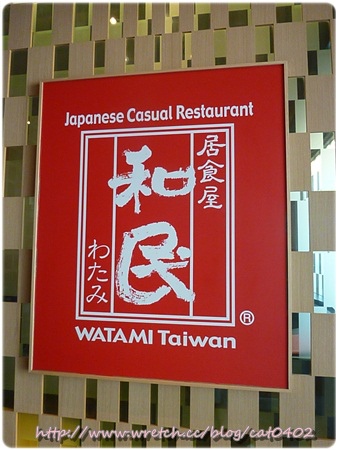 Japanese Casual Restaurant
居食屋
和民
わたみ
WATAMI Taiwan
®
http://www.wretch.cc/blog/cat0402